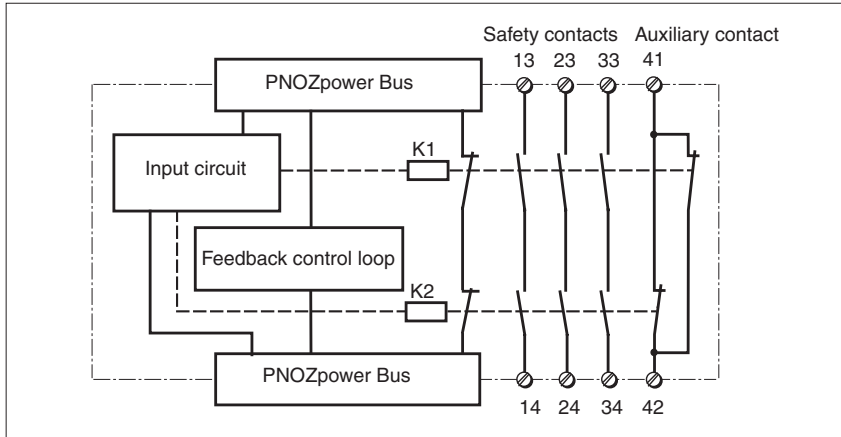 Safety contacts Auxiliary contact
13 23 33 41
PNOZpower Bus
K1
Input circuit
Feedback control loop
K2
PNOZpower Bus
14 24 34 42